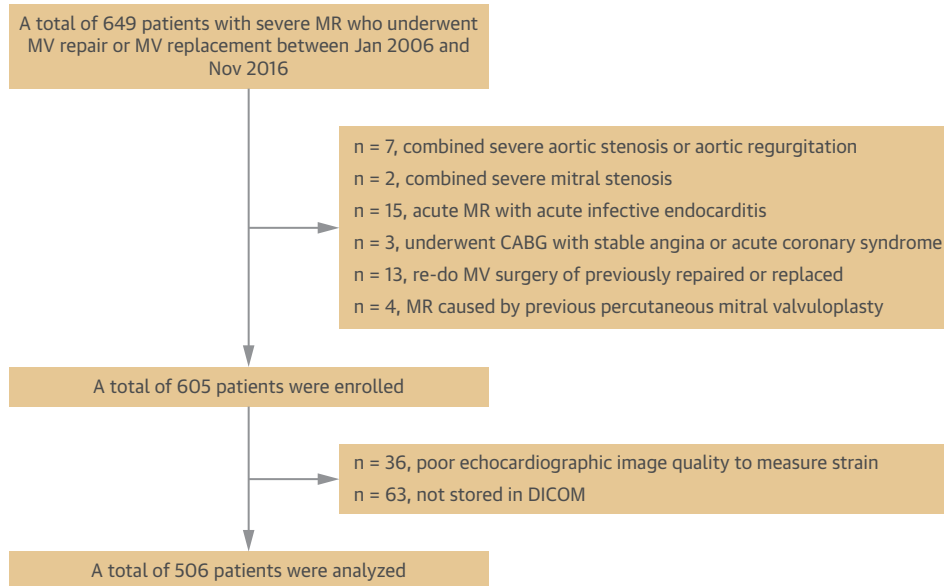 A total of 649 patients with severe MR who underwent
MV repair or MV replacement between Jan 2006 and
Nov 2016
n = 7, combined severe aortic stenosis or aortic regurgitation
n = 2, combined severe mitral stenosis
n = 15, acute MR with acute infective endocarditis
n = 3, underwent CABG with stable angina or acute coronary syndrome
n = 13, re-do MV surgery of previously repaired or replaced
n = 4, MR caused by previous percutaneous mitral valvuloplasty
A total of 605 patients were enrolled
n = 36, poor echocardiographic image quality to measure strain
n = 63, not stored in DICOM
A total of 506 patients were analyzed